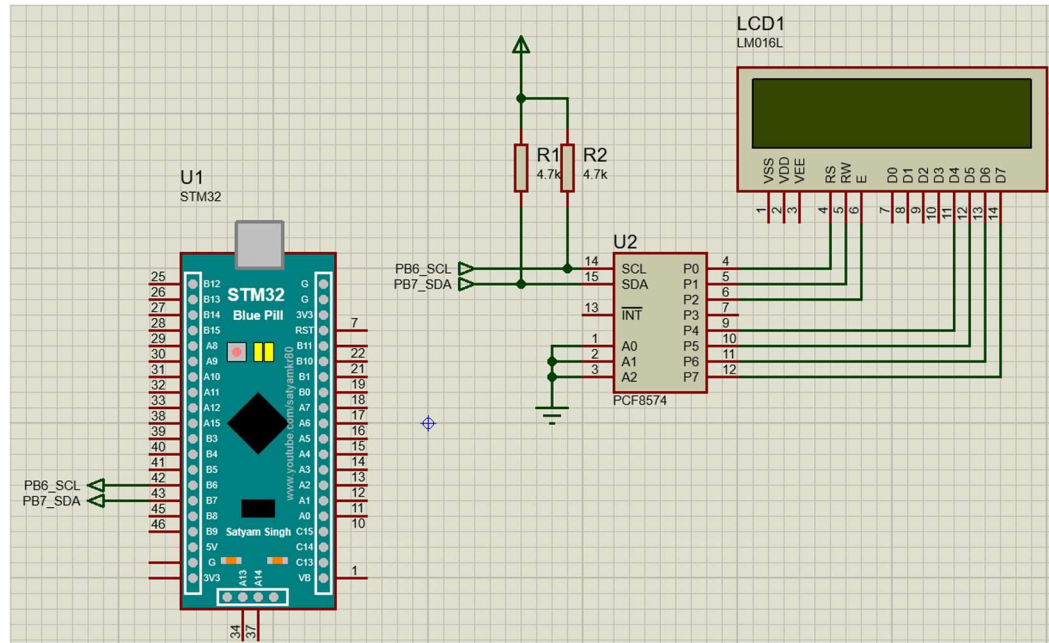 LCD1
LM016L
VSS
VDD
VEE
RS
RW
E
D0
D1
D2
D3
D4
D5
D6
D7
1
2
3
4
5
6
7
8
9
10
11
12
13
14
R1
4.7k
R2
4.7k
U1
STM32
U2
PB6_SCL
PB7_SDA
14 SCL P0 4
15 SDA P1 5
P2 6
13 INT P3 7
P4 9
1 A0 P5 10
2 A1 P6 11
3 A2 P7 12
PCF8574
STM32
Blue Pill
www.youtube.com/satyamkr80
Satyam Singh
25 B12 G
26 B13 G
27 B14 3V3
28 B15 RST 7
29 A8 B11
30 A9 B10 22
31 A10 B1 21
32 A11 B0 19
33 A12 A7 18
38 A15 A6 17
39 B3 A5 16
40 B4 A4 15
41 B5 A3 14
42 B6 A2 13
43 B7 A1 12
45 B8 A0 11
46 B9 C15 10
5V C14
G C13
3V3 VB 1
A13
A14
34
37
PB6_SCL
PB7_SDA